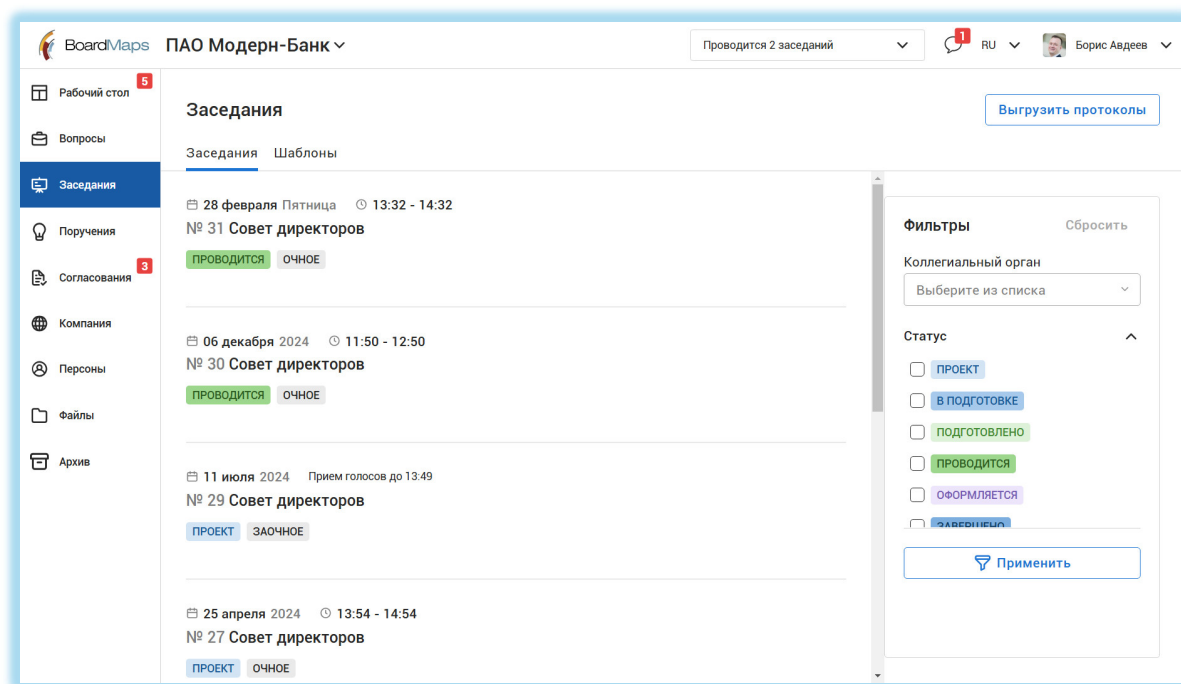 BoardMaps ПАО Модерн-Банк Проводится 2 заседаний 1 RU Борис Авдеев
Рабочий стол 5
Вопросы
Заседания
Поручения
Согласования 3
Компания
Персоны
Файлы
Архив
Заседания
Выгрузить протоколы
Заседания Шаблоны
28 февраля Пятница 13:32 - 14:32
№ 31 Совет директоров
ПРОВОДИТСЯ ОЧНОЕ
06 декабря 2024 11:50 - 12:50
№ 30 Совет директоров
ПРОВОДИТСЯ ОЧНОЕ
11 июля 2024 Прием голосов до 13:49
№ 29 Совет директоров
ПРОЕКТ ЗАОЧНОЕ
25 апреля 2024 13:54 - 14:54
№ 27 Совет директоров
ПРОЕКТ ОЧНОЕ
Фильтры Сбросить
Коллегиальный орган
Выберите из списка
Статус
ПРОЕКТ
В ПОДГОТОВКЕ
ПОДГОТОВЛЕНО
ПРОВОДИТСЯ
ОФОРМЛЯЕТСЯ
ЗАВЕРШЕНО
Применить